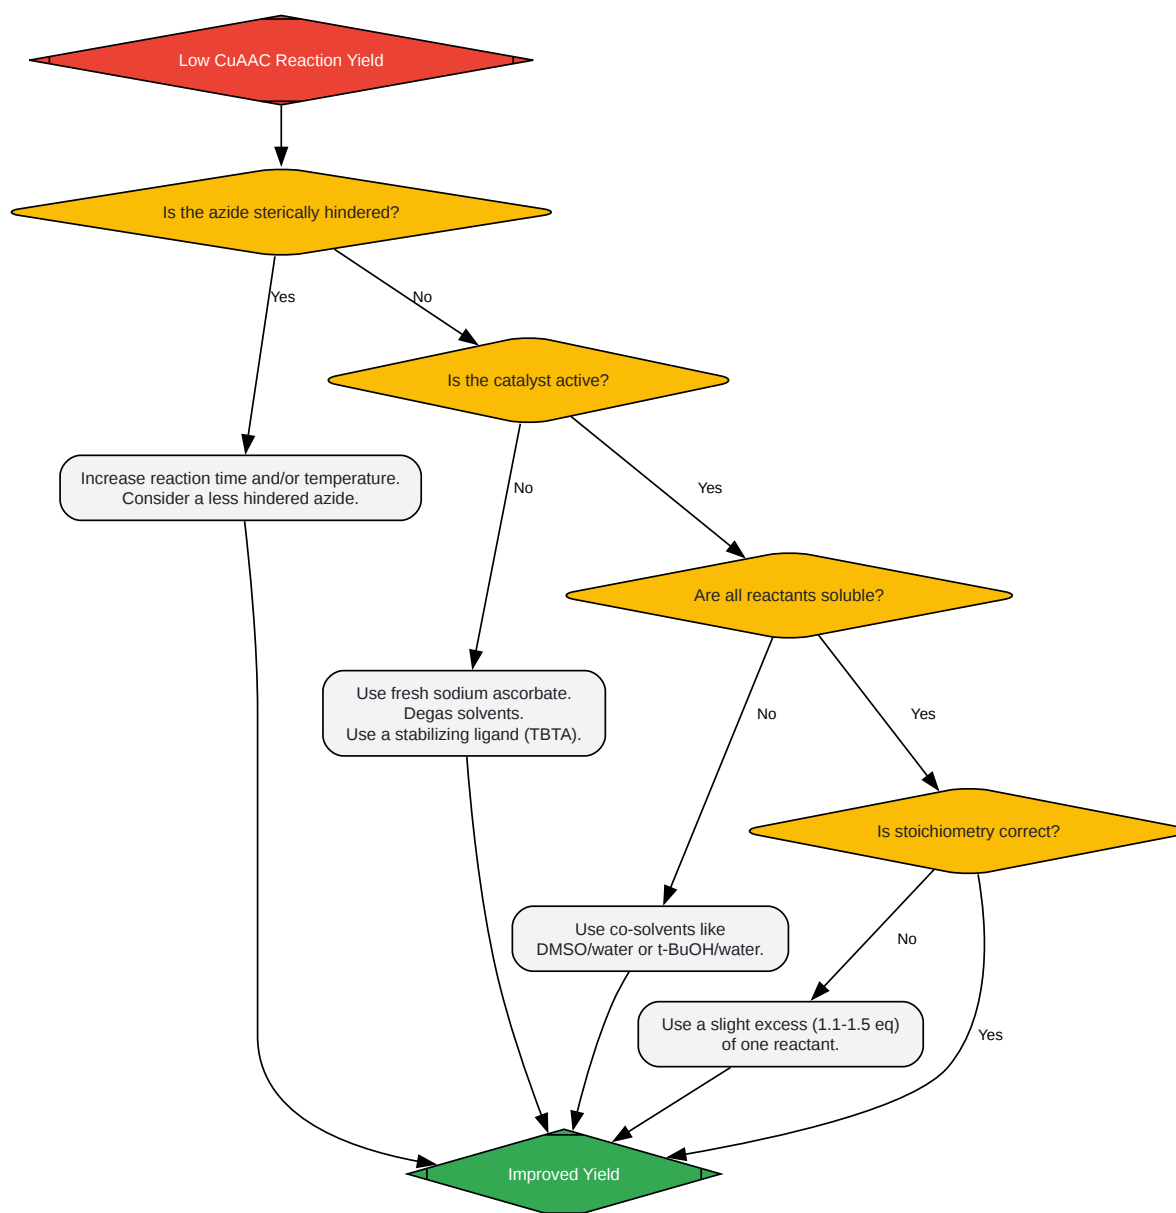 Low CuAAC Reaction Yield
Is the azide sterically hindered?
Yes
No
Is the catalyst active?
Increase reaction time and/or temperature.
Consider a less hindered azide.
No
Yes
Are all reactants soluble?
Use fresh sodium ascorbate.
Degas solvents.
Use a stabilizing ligand (TBTA).
No
Yes
Is stoichiometry correct?
Use co-solvents like
DMSO/water or t-BuOH/water.
No
Use a slight excess (1.1-1.5 eq)
of one reactant.
Yes
Improved Yield